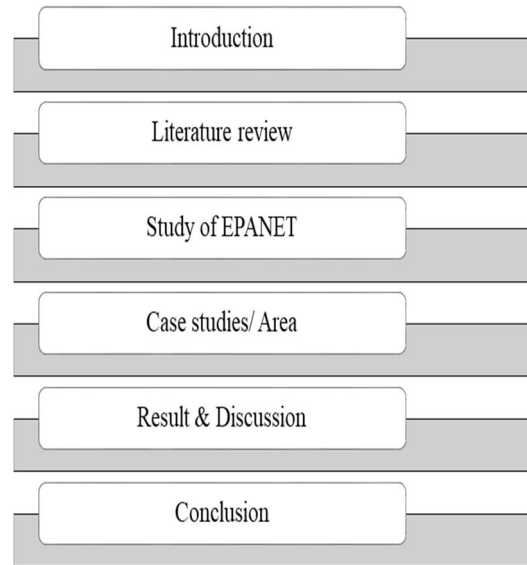 Introduction
Literature review
Study of EPANET
Case studies/ Area
Result & Discussion
Conclusion